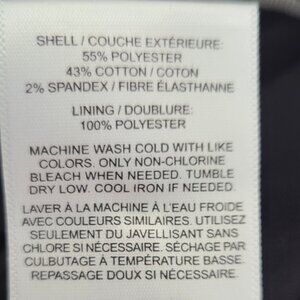 SHELL / COUCHE EXTÉRIEURE:
55% POLYESTER
43% COTTON / COTON
2% SPANDEX / FIBRE ÉLASTHANNE
LINING / DOUBLURE:
100% POLYESTER
MACHINE WASH COLD WITH LIKE
COLORS. ONLY NON-CHLORINE
BLEACH WHEN NEEDED. TUMBLE
DRY LOW. COOL IRON IF NEEDED.
LAVER À LA MACHINE À L'EAU FROIDE
AVEC COULEURS SIMILAIRES. UTILISEZ
SEULEMENT DU JAVELLISANT SANS
CHLORE SI NÉCESSAIRE. SÉCHAGE PAR
CULBUTAGE À TEMPÉRATURE BASSE.
REPASSAGE DOUX SI NÉCESSAIRE.